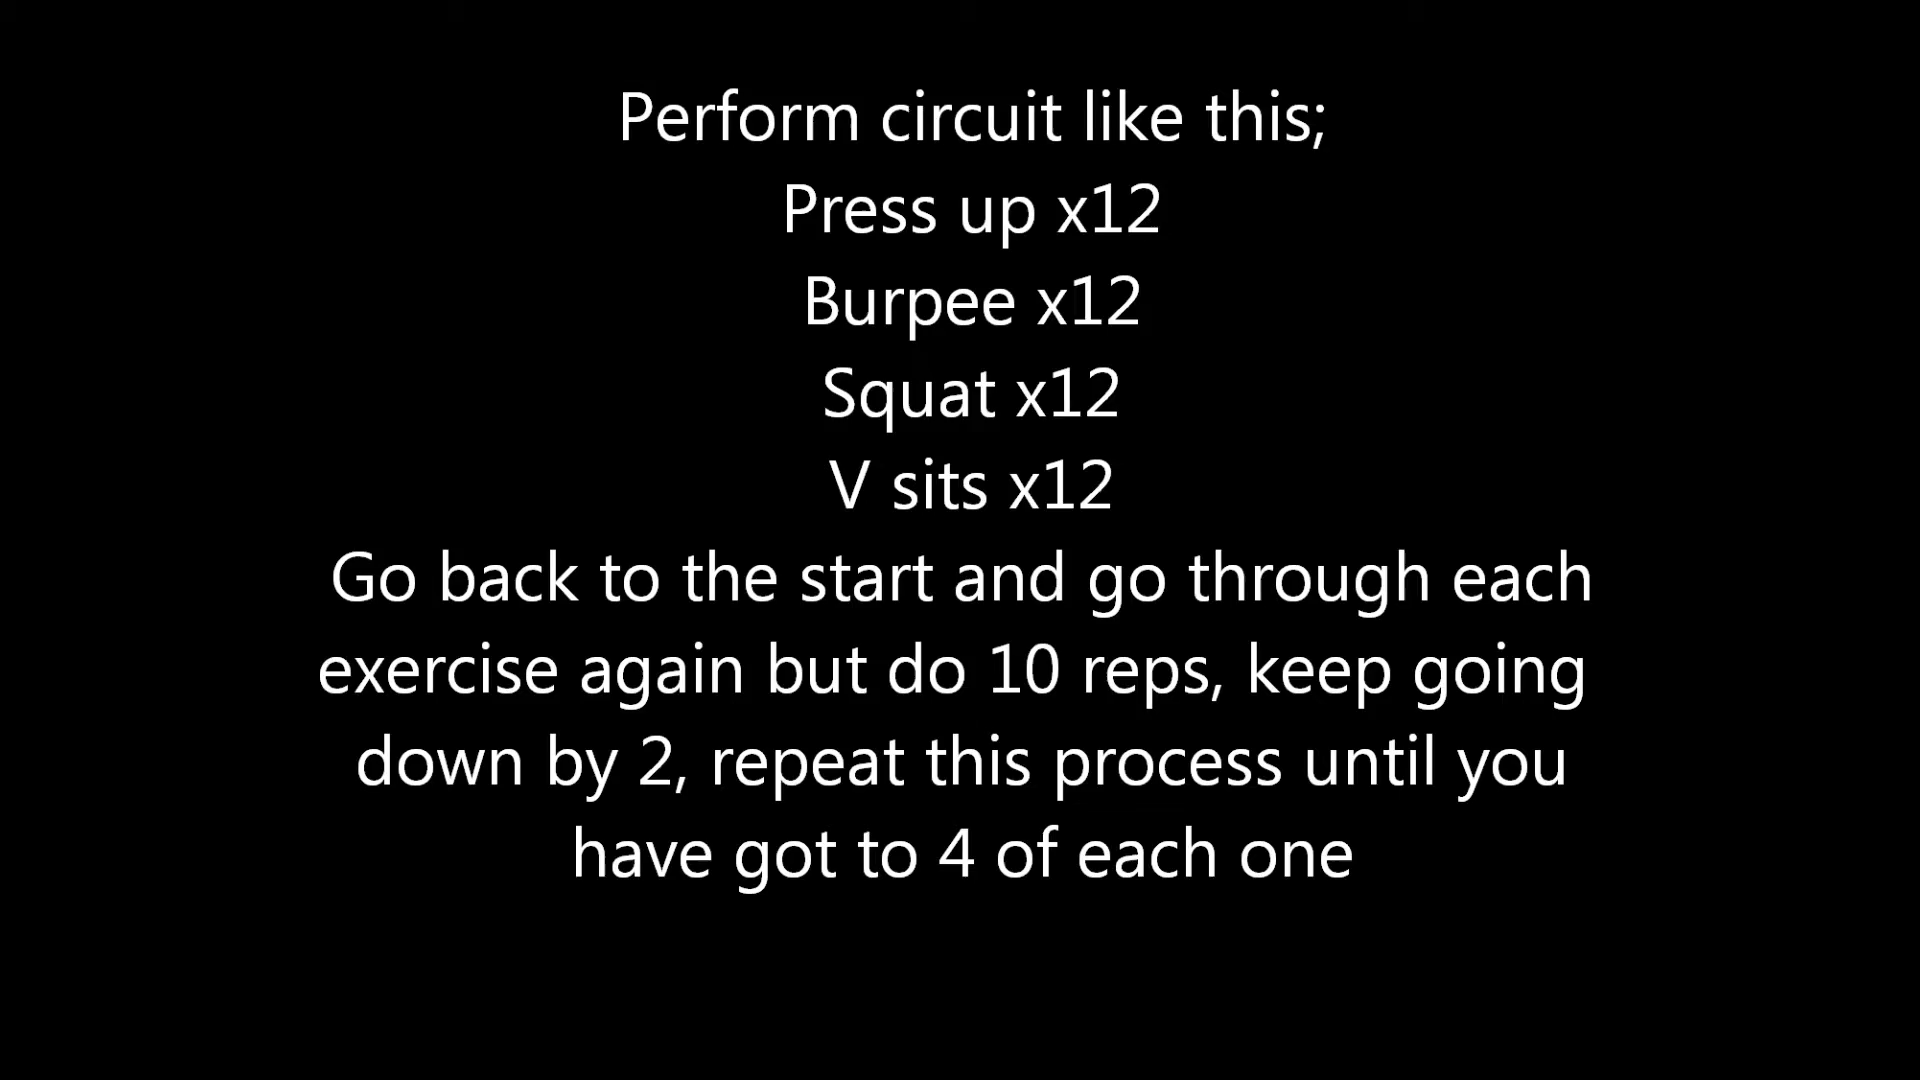 Perform circuit like this;
Press up x12
Burpee x12
Squat x12
V sits x12
Go back to the start and go through each
exercise again but do 10 reps, keep going
down by 2, repeat this process until you
have got to 4 of each one